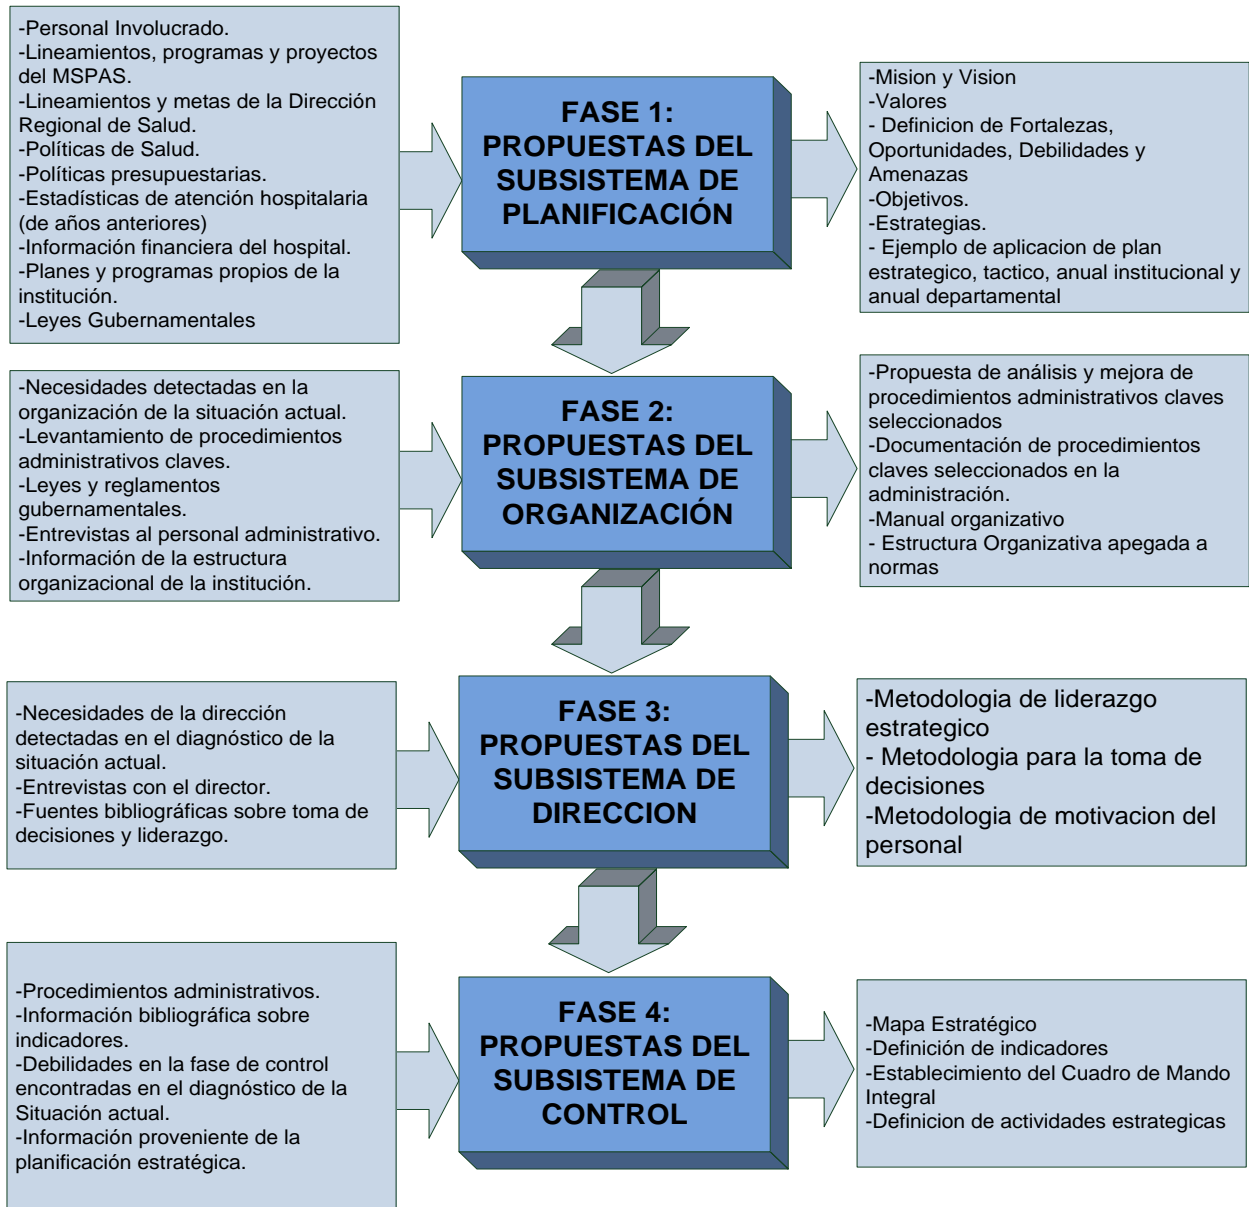 -Personal Involucrado.
-Lineamientos, programas y proyectos
del MSPAS.
-Lineamientos y metas de la Dirección
Regional de Salud.
-Políticas de Salud.
-Políticas presupuestarias.
-Estadísticas de atención hospitalaria
(de años anteriores)
-Información financiera del hospital.
-Planes y programas propios de la
institución.
-Leyes Gubernamentales
FASE 1:
PROPUESTAS DEL
SUBSISTEMA DE
PLANIFICACIÓN
-Mision y Vision
-Valores
- Definicion de Fortalezas,
Oportunidades, Debilidades y
Amenazas
-Objetivos.
-Estrategias.
- Ejemplo de aplicacion de plan
estrategico, tactico, anual institucional y
anual departamental
-Necesidades detectadas en la
organización de la situación actual.
-Levantamiento de procedimientos
administrativos claves.
-Leyes y reglamentos
gubernamentales.
-Entrevistas al personal administrativo.
-Información de la estructura
organizacional de la institución.
FASE 2:
PROPUESTAS DEL
SUBSISTEMA DE
ORGANIZACIÓN
-Propuesta de análisis y mejora de
procedimientos administrativos claves
seleccionados
-Documentación de procedimientos
claves seleccionados en la
administración.
-Manual organizativo
- Estructura Organizativa apegada a
normas
-Necesidades de la dirección
detectadas en el diagnóstico de la
situación actual.
-Entrevistas con el director.
-Fuentes bibliográficas sobre toma de
decisiones y liderazgo.
FASE 3:
PROPUESTAS DEL
SUBSISTEMA DE
DIRECCION
-Metodologia de liderazgo
estrategico
- Metodologia para la toma de
decisiones
-Metodologia de motivacion del
personal
-Procedimientos administrativos.
-Información bibliográfica sobre
indicadores.
-Debilidades en la fase de control
encontradas en el diagnóstico de la
Situación actual.
-Información proveniente de la
planificación estratégica.
FASE 4:
PROPUESTAS DEL
SUBSISTEMA DE
CONTROL
-Mapa Estratégico
-Definición de indicadores
-Establecimiento del Cuadro de Mando
Integral
-Definicion de actividades estrategicas